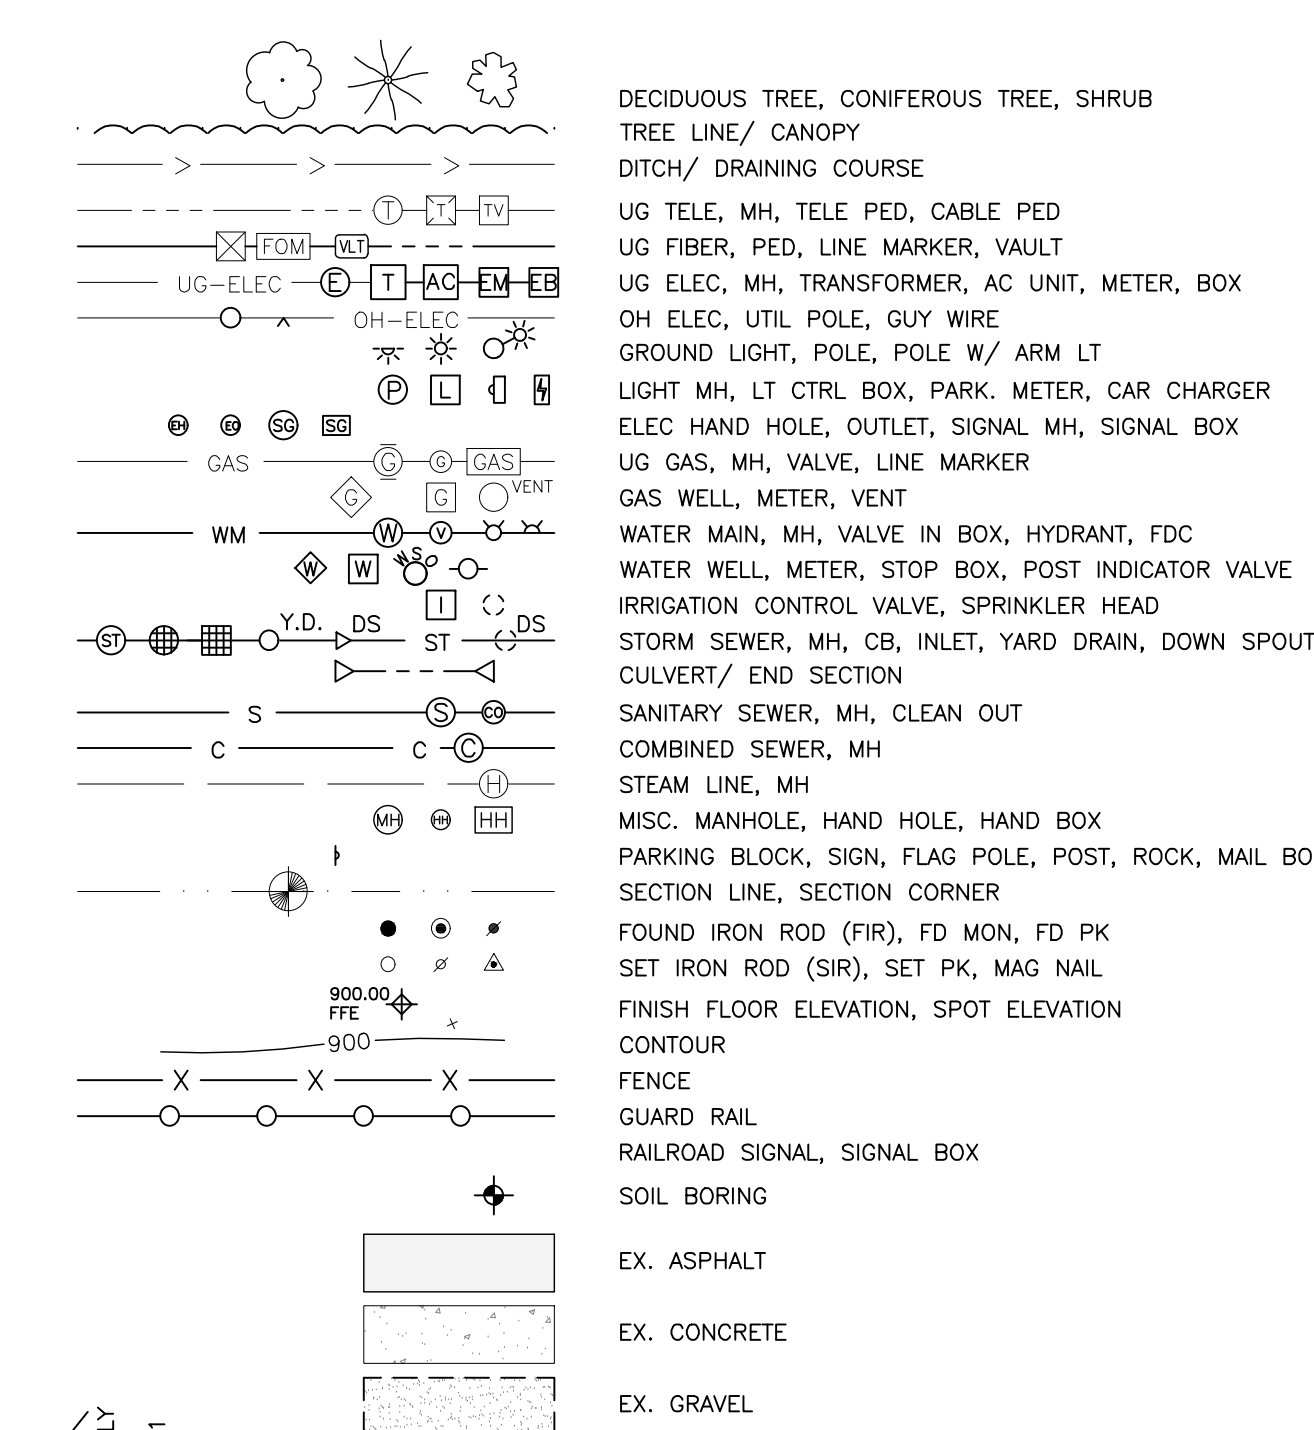 DECIDUOUS TREE, CONIFEROUS TREE, SHRUB
TREE LINE/ CANOPY
DITCH/ DRAINING COURSE
T T TV UG TELE, MH, TELE PED, CABLE PED
FOM VLT UG FIBER, PED, LINE MARKER, VAULT
UG-ELEC E T AC EM EB UG ELEC, MH, TRANSFORMER, AC UNIT, METER, BOX
OH-ELEC OH ELEC, UTIL POLE, GUY WIRE
GROUND LIGHT, POLE, POLE W/ ARM LT
P L LIGHT MH, LT CTRL BOX, PARK. METER, CAR CHARGER
EH EO SG SG ELEC HAND HOLE, OUTLET, SIGNAL MH, SIGNAL BOX
GAS G G GAS UG GAS, MH, VALVE, LINE MARKER
G G VENT GAS WELL, METER, VENT
WM W V WATER MAIN, MH, VALVE IN BOX, HYDRANT, FDC
W W WSO WATER WELL, METER, STOP BOX, POST INDICATOR VALVE
I IRRIGATION CONTROL VALVE, SPRINKLER HEAD
ST Y.D. DS ST DS STORM SEWER, MH, CB, INLET, YARD DRAIN, DOWN SPOUT
CULVERT/ END SECTION
S S CO SANITARY SEWER, MH, CLEAN OUT
C C C COMBINED SEWER, MH
H STEAM LINE, MH
MH HH HH MISC. MANHOLE, HAND HOLE, HAND BOX
PARKING BLOCK, SIGN, FLAG POLE, POST, ROCK, MAIL BO
SECTION LINE, SECTION CORNER
FOUND IRON ROD (FIR), FD MON, FD PK
SET IRON ROD (SIR), SET PK, MAG NAIL
900.00
FFE
FINISH FLOOR ELEVATION, SPOT ELEVATION
900 CONTOUR
X X X FENCE
GUARD RAIL
RAILROAD SIGNAL, SIGNAL BOX
SOIL BORING
EX. ASPHALT
EX. CONCRETE
EX. GRAVEL
LY
1